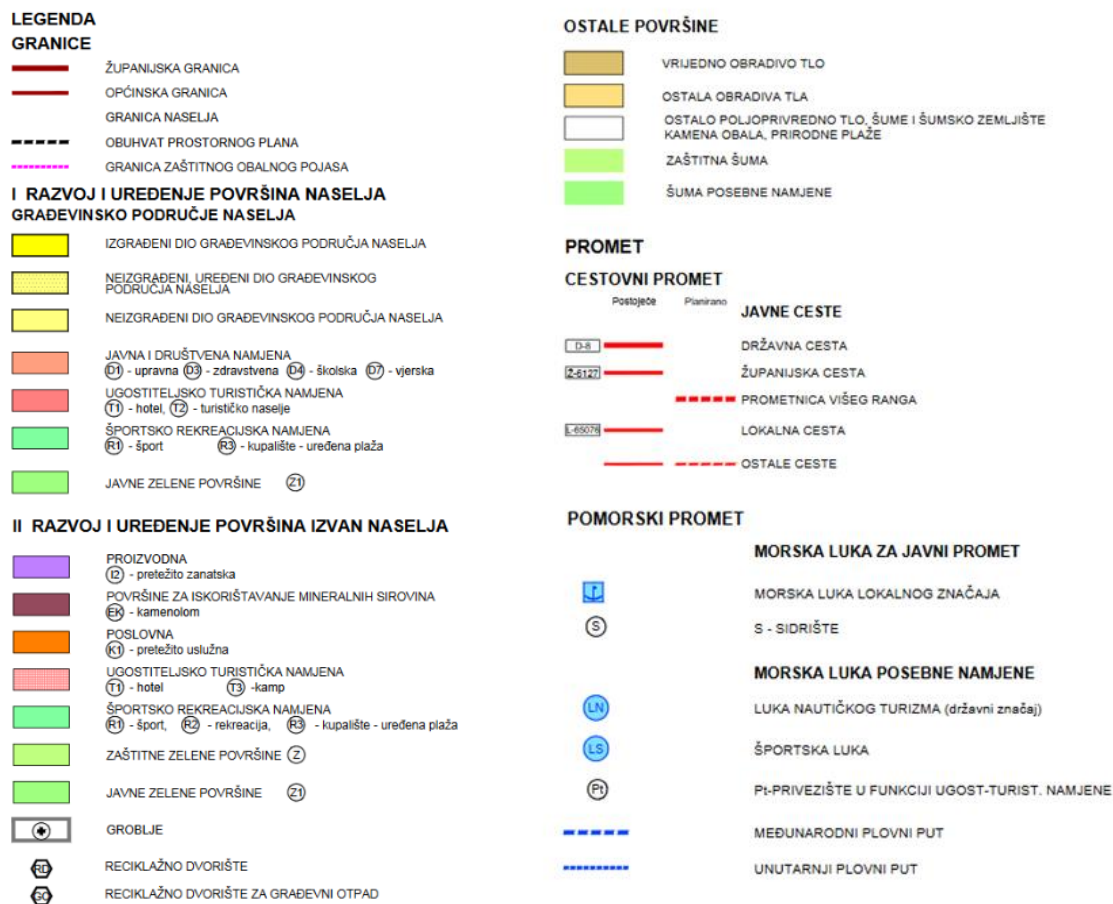 LEGENDA
GRANICE
ŽUPANIJSKA GRANICA
OPĆINSKA GRANICA
GRANICA NASELJA
OBUHVAT PROSTORNOG PLANA
GRANICA ZAŠTITNOG OBALNOG POJASA
I RAZVOJ I UREĐENJE POVRŠINA NASELJA
GRAĐEVINSKO PODRUČJE NASELJA
IZGRAĐENI DIO GRAĐEVINSKOG PODRUČJA NASELJA
NEIZGRAĐENI, UREĐENI DIO GRAĐEVINSKOG
PODRUČJA NASELJA
NEIZGRAĐENI DIO GRAĐEVINSKOG PODRUČJA NASELJA
JAVNA I DRUŠTVENA NAMJENA
D1 - upravna D3 - zdravstvena D4 - školska D7 - vjerska
UGOSTITELJSKO TURISTIČKA NAMJENA
T1 - hotel, T2 - turističko naselje
ŠPORTSKO REKREACIJSKA NAMJENA
R1 - šport R3 - kupalište - uređena plaža
JAVNE ZELENE POVRŠINE Z1
II RAZVOJ I UREĐENJE POVRŠINA IZVAN NASELJA
PROIZVODNA
I2 - pretežito zanatska
POVRŠINE ZA ISKORIŠTAVANJE MINERALNIH SIROVINA
EK - kamenolom
POSLOVNA
K1 - pretežito uslužna
UGOSTITELJSKO TURISTIČKA NAMJENA
T1 - hotel T3 -kamp
ŠPORTSKO REKREACIJSKA NAMJENA
R1 - šport, R2 - rekreacija, R3 - kupalište - uređena plaža
ZAŠTITNE ZELENE POVRŠINE Z
JAVNE ZELENE POVRŠINE Z1
GROBLJE
RD RECIKLAŽNO DVORIŠTE
GO RECIKLAŽNO DVORIŠTE ZA GRAĐEVNI OTPAD
OSTALE POVRŠINE
VRIJEDNO OBRADIVO TLO
OSTALA OBRADIVA TLA
OSTALO POLJOPRIVREDNO TLO, ŠUME I ŠUMSKO ZEMLJIŠTE
KAMENA OBALA, PRIRODNE PLAŽE
ZAŠTITNA ŠUMA
ŠUMA POSEBNE NAMJENE
PROMET
CESTOVNI PROMET
Postojeće Planirano
JAVNE CESTE
D-8 DRŽAVNA CESTA
Ž-6127 ŽUPANIJSKA CESTA
PROMETNICA VIŠEG RANGA
L-65076 LOKALNA CESTA
OSTALE CESTE
POMORSKI PROMET
MORSKA LUKA ZA JAVNI PROMET
MORSKA LUKA LOKALNOG ZNAČAJA
S S - SIDRIŠTE
MORSKA LUKA POSEBNE NAMJENE
LN LUKA NAUTIČKOG TURIZMA (državni značaj)
LS ŠPORTSKA LUKA
Pt Pt-PRIVEZIŠTE U FUNKCIJI UGOST-TURIST. NAMJENE
MEĐUNARODNI PLOVNI PUT
UNUTARNJI PLOVNI PUT